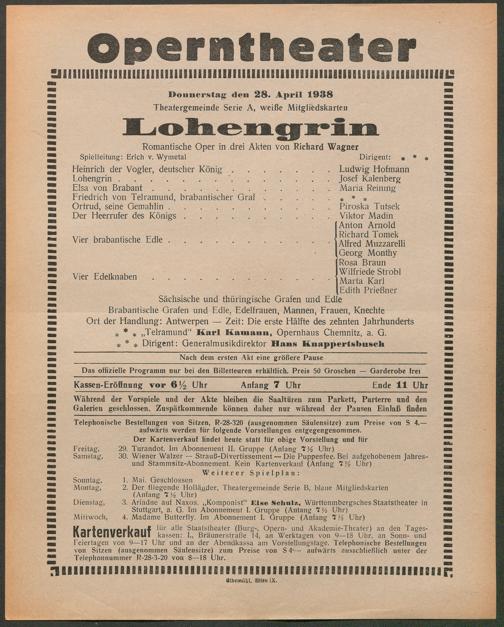 Operntheater
Donnerstag den 28. April 1938
Theatergemeinde Serie A, weiße Mitgliedskarten
Lohengrin
Romantische Oper in drei Akten von Richard Wagner
Spielleitung: Erich v. Wymetal Dirigent: * * *
Heinrich der Vogler, deutscher König . . . . . . . Ludwig Hofmann
Lohengrin . . . . . . . . . . Josef Kalenberg
Elsa von Brabant . . . . . . . . . Maria Reining
Friedrich von Telramund, brabantischer Graf . . . . . * * *
Ortrud, seine Gemahlin . . . . . . . . . Piroska Tutsek
Der Heerrufer des Königs . . . . . . . . Viktor Madin
Vier brabantische Edle . . . . . . . . .
Anton Arnold
Richard Tomek
Alfred Muzzarelli
Georg Monthy
Vier Edelknaben . . . . . . . . .
Rosa Braun
Wilfriede Strobl
Marta Karl
Edith Prießner
Sächsische und thüringische Grafen und Edle
Brabantische Grafen und Edle, Edelfrauen, Mannen, Frauen, Knechte
Ort der Handlung: Antwerpen — Zeit: Die erste Hälfte des zehnten Jahrhunderts
* * * „Telramund" Karl Kamann, Opernhaus Chemnitz, a. G.
* * * Dirigent: Generalmusikdirektor Hans Knappertsbusch
Nach dem ersten Akt eine größere Pause
Das offizielle Programm nur bei den Billetteuren erhältlich. Preis 50 Groschen — Garderobe frei
Kassen-Eröffnung vor 6½ Uhr Anfang 7 Uhr Ende 11 Uhr
Während der Vorspiele und der Akte bleiben die Saaltüren zum Parkett, Parterre und den
Galerien geschlossen. Zuspätkommende können daher nur während der Pausen Einlaß finden
Telephonische Bestellungen von Sitzen, R-28-320 (ausgenommen Säulensitze) zum Preise von S 4.—
aufwärts werden für folgende Vorstellungen entgegengenommen.
Der Kartenverkauf findet heute statt für obige Vorstellung und für
Freitag, 29. Turandot. Im Abonnement II. Gruppe (Anfang 7½ Uhr)
Samstag, 30. Wiener Walzer — Strauß-Divertissement — Die Puppenfee. Bei aufgehobenen Jahres-
und Stammsitz-Abonnement. Kein Kartenverkauf (Anfang 7½ Uhr)
Weiterer Spielplan:
Sonntag, 1. Mai. Geschlossen
Montag, 2. Der fliegende Holländer, Theatergemeinde Serie B, blaue Mitgliedskarten
(Anfang 7½ Uhr)
Dienstag, 3. Ariadne auf Naxos. „Komponist" Else Schulz, Württembergsches Staatstheater in
Stuttgart, a. G. Im Abonnement I. Gruppe (Anfang 7½ Uhr)
Mittwoch, 4. Madame Butterfly. Im Abonnement I. Gruppe (Anfang 7½ Uhr)
Kartenverkauf für alle Staatstheater (Burg-, Opern- und Akademie-Theater) an den Tages-
kassen: I., Bräunerstraße 14, an Werktagen von 9—18 Uhr, an Sonn- und
Feiertagen von 9—17 Uhr und an der Abendkassa am Vorstellungstage. Telephonische Bestellungen
von Sitzen (ausgenommen Säulensitze) zum Preise von S 4.— aufwärts ausschließlich unter der
Telephonnummer R-28-3-20 von 8—18 Uhr.
Elbemühl, Wien IX.